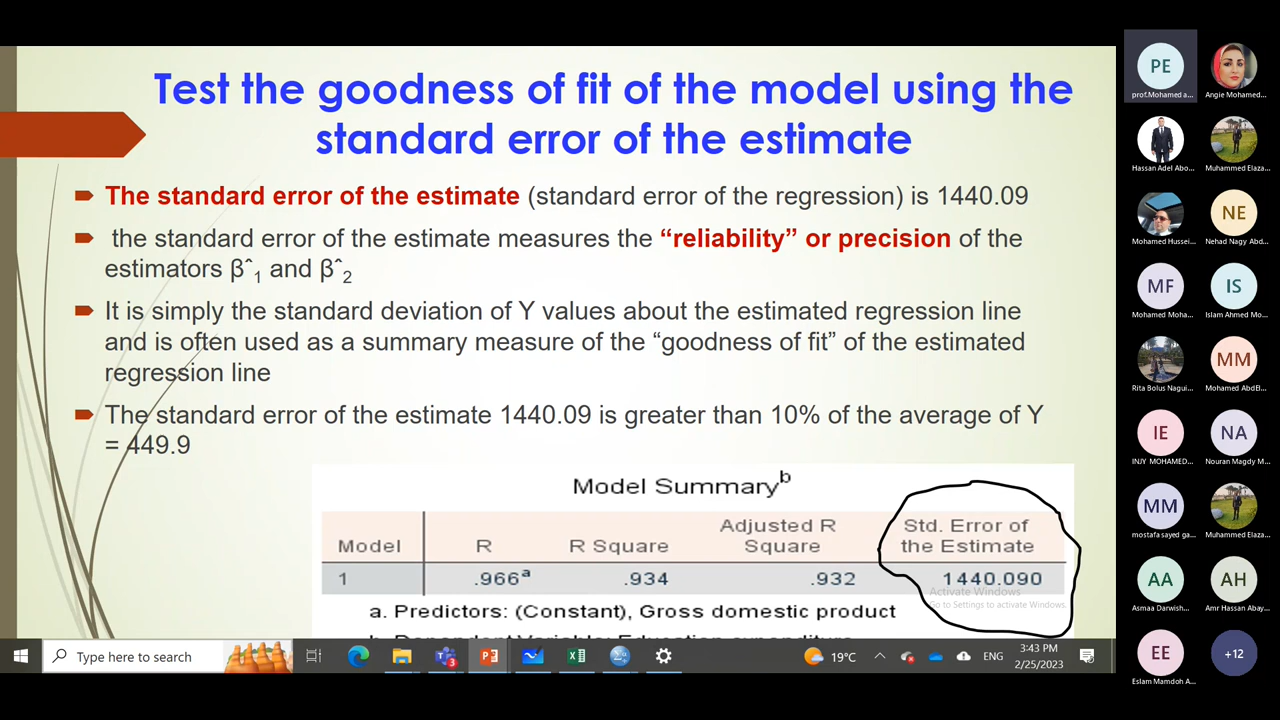 Test the goodness of fit of the model using the
standard error of the estimate
The standard error of the estimate (standard error of the regression) is 1440.09
the standard error of the estimate measures the “reliability” or precision of the
estimators βˆ1 and βˆ2
It is simply the standard deviation of Y values about the estimated regression line
and is often used as a summary measure of the “goodness of fit” of the estimated
regression line
The standard error of the estimate 1440.09 is greater than 10% of the average of Y
= 449.9
Model Summaryb
Model R R Square Adjusted R Square Std. Error of the Estimate
1 .966a .934 .932 1440.090
Activate Windows
Go to Settings to activate Windows.
a. Predictors: (Constant), Gross domestic product
b. Dependent Variable: Education expenditure
Type here to search
3
19°C
ENG
3:43 PM
2/25/2023
PE
prof.Mohamed a...
Angie Mohamed...
Hassan Adel Abo...
Muhammed Elaza...
Mohamed Hussei...
NE
Nehad Nagy Abd...
MF
Mohamed Moha...
IS
Islam Ahmed Mo...
Rita Bolus Nagui...
MM
Mohamed AbdEl...
IE
INJY MOHAMED...
NA
Nouran Magdy M...
MM
mostafa sayed ga...
Muhammed Elaza...
AA
Asmaa Darwish...
AH
Amr Hassan Abay...
EE
Eslam Mamdoh A...
+12